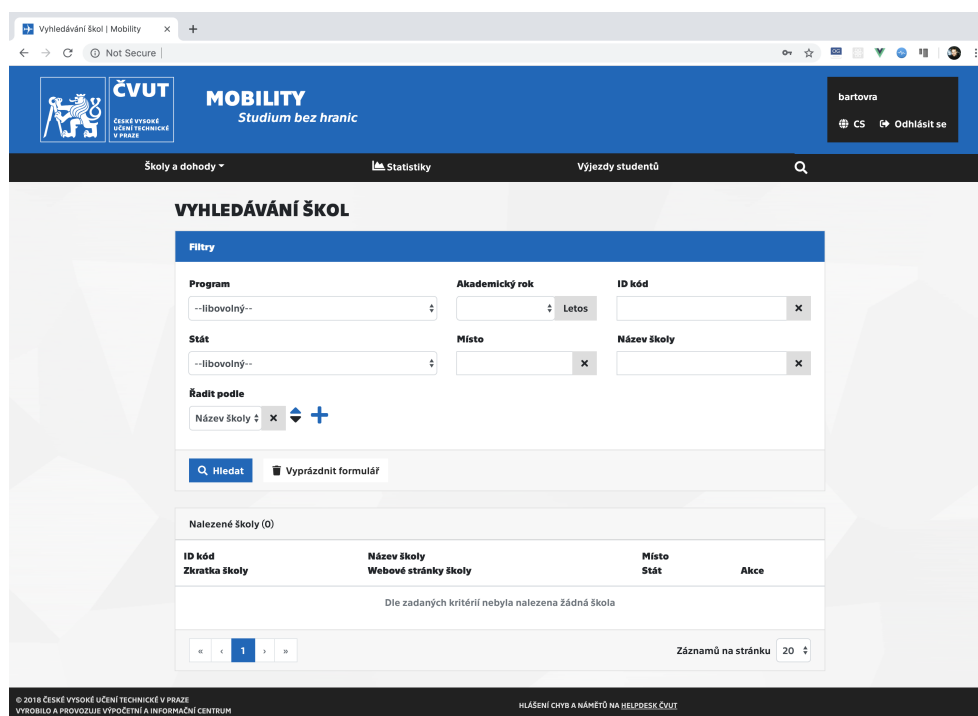 Vyhledávání škol | Mobility
Not Secure
ČVUT
ČESKÉ VYSOKÉ
UČENÍ TECHNICKÉ
V PRAZE
MOBILITY
Studium bez hranic
bartovra
CS Odhlásit se
Školy a dohody Statistiky Výjezdy studentů
VYHLEDÁVÁNÍ ŠKOL
Filtry
Program Akademický rok ID kód
--libovolný-- Letos
Stát Místo Název školy
--libovolný--
Řadit podle
Název školy
Hledat Vyprázdnit formulář
Nalezené školy (0)
ID kód Název školy Místo
Zkratka školy Webové stránky školy Stát Akce
Dle zadaných kritérií nebyla nalezena žádná škola
« ‹ 1 › » Záznamů na stránku 20
© 2018 ČESKÉ VYSOKÉ UČENÍ TECHNICKÉ V PRAZE
VYROBILO A PROVOZUJE VÝPOČETNÍ A INFORMAČNÍ CENTRUM
HLÁŠENÍ CHYB A NÁMĚTŮ NA HELPDESK ČVUT